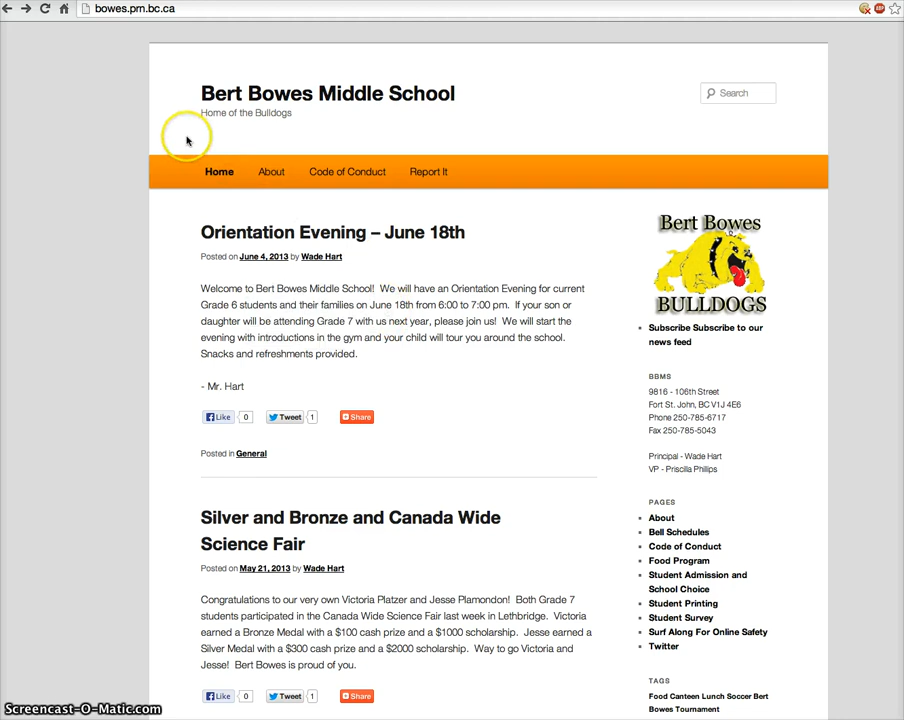 bowes.prn.bc.ca
Bert Bowes Middle School
Home of the Bulldogs
Search
Home About Code of Conduct Report It
Orientation Evening – June 18th
Posted on June 4, 2013 by Wade Hart
Welcome to Bert Bowes Middle School! We will have an Orientation Evening for current
Grade 6 students and their families on June 18th from 6:00 to 7:00 pm. If your son or
daughter will be attending Grade 7 with us next year, please join us! We will start the
evening with introductions in the gym and your child will tour you around the school.
Snacks and refreshments provided.
- Mr. Hart
Like 0 Tweet 1 Share
Posted in General
Silver and Bronze and Canada Wide
Science Fair
Posted on May 21, 2013 by Wade Hart
Congratulations to our very own Victoria Platzer and Jesse Plamondon! Both Grade 7
students participated in the Canada Wide Science Fair last week in Lethbridge. Victoria
earned a Bronze Medal with a $100 cash prize and a $1000 scholarship. Jesse earned a
Silver Medal with a $300 cash prize and a $2000 scholarship. Way to go Victoria and
Jesse! Bert Bowes is proud of you.
Like 0 Tweet 1 Share
Bert Bowes
BULLDOGS
Subscribe Subscribe to our
news feed
BBMS
9816 - 106th Street
Fort St. John, BC V1J 4E6
Phone 250-785-6717
Fax 250-785-5043
Principal - Wade Hart
VP - Priscilla Phillips
PAGES
About
Bell Schedules
Code of Conduct
Food Program
Student Admission and
School Choice
Student Printing
Student Survey
Surf Along For Online Safety
Twitter
TAGS
Food Canteen Lunch Soccer Bert
Bowes Tournament
Screencast-O-Matic.com